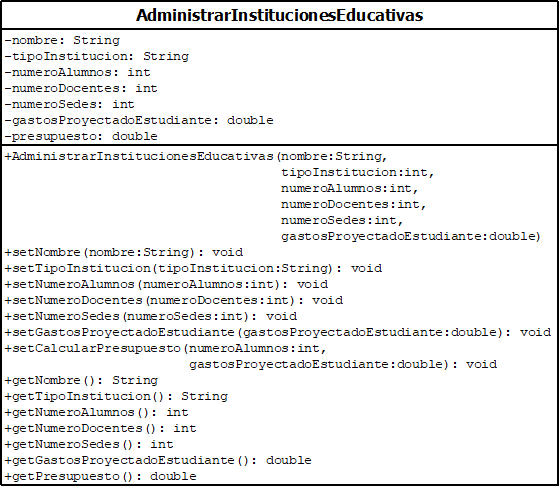 AdministrarInstitucionesEducativas
-nombre: String
-tipoInstitucion: String
-numeroAlumnos: int
-numeroDocentes: int
-numeroSedes: int
-gastosProyectadoEstudiante: double
-presupuesto: double
+AdministrarInstitucionesEducativas(nombre:String,
tipoInstitucion:int,
numeroAlumnos:int,
numeroDocentes:int,
numeroSedes:int,
gastosProyectadoEstudiante:double)
+setNombre(nombre:String): void
+setTipoInstitucion(tipoInstitucion:String): void
+setNumeroAlumnos(numeroAlumnos:int): void
+setNumeroDocentes(numeroDocentes:int): void
+setNumeroSedes(numeroSedes:int): void
+setGastosProyectadoEstudiante(gastosProyectadoEstudiante:double): void
+setCalcularPresupuesto(numeroAlumnos:int,
gastosProyectadoEstudiante:double): void
+getNombre(): String
+getTipoInstitucion(): String
+getNumeroAlumnos(): int
+getNumeroDocentes(): int
+getNumeroSedes(): int
+getGastosProyectadoEstudiante(): double
+getPresupuesto(): double